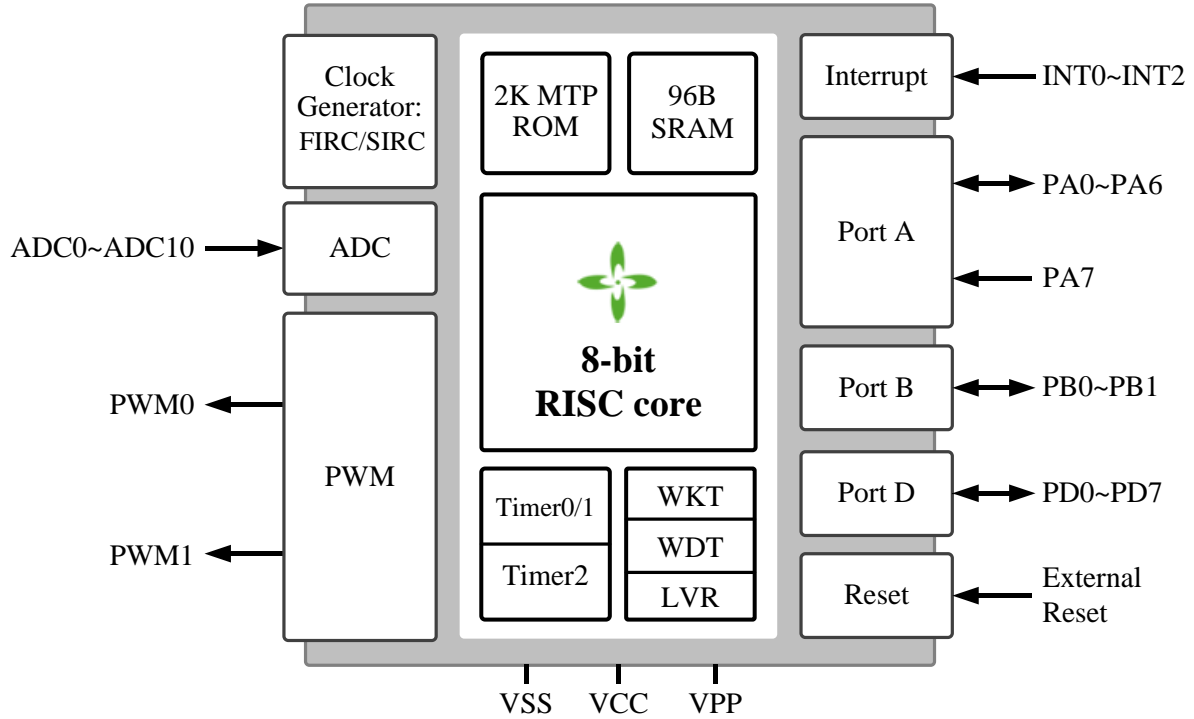 Clock
Generator:
FIRC/SIRC
2K MTP
ROM
96B
SRAM
Interrupt
INT0~INT2
ADC0~ADC10
ADC
Port A
PA0~PA6
PA7
8-bit
RISC core
Port B
PB0~PB1
PWM0
PWM
PWM1
Timer0/1
Timer2
WKT
WDT
LVR
Port D
PD0~PD7
Reset
External
Reset
VSS
VCC
VPP